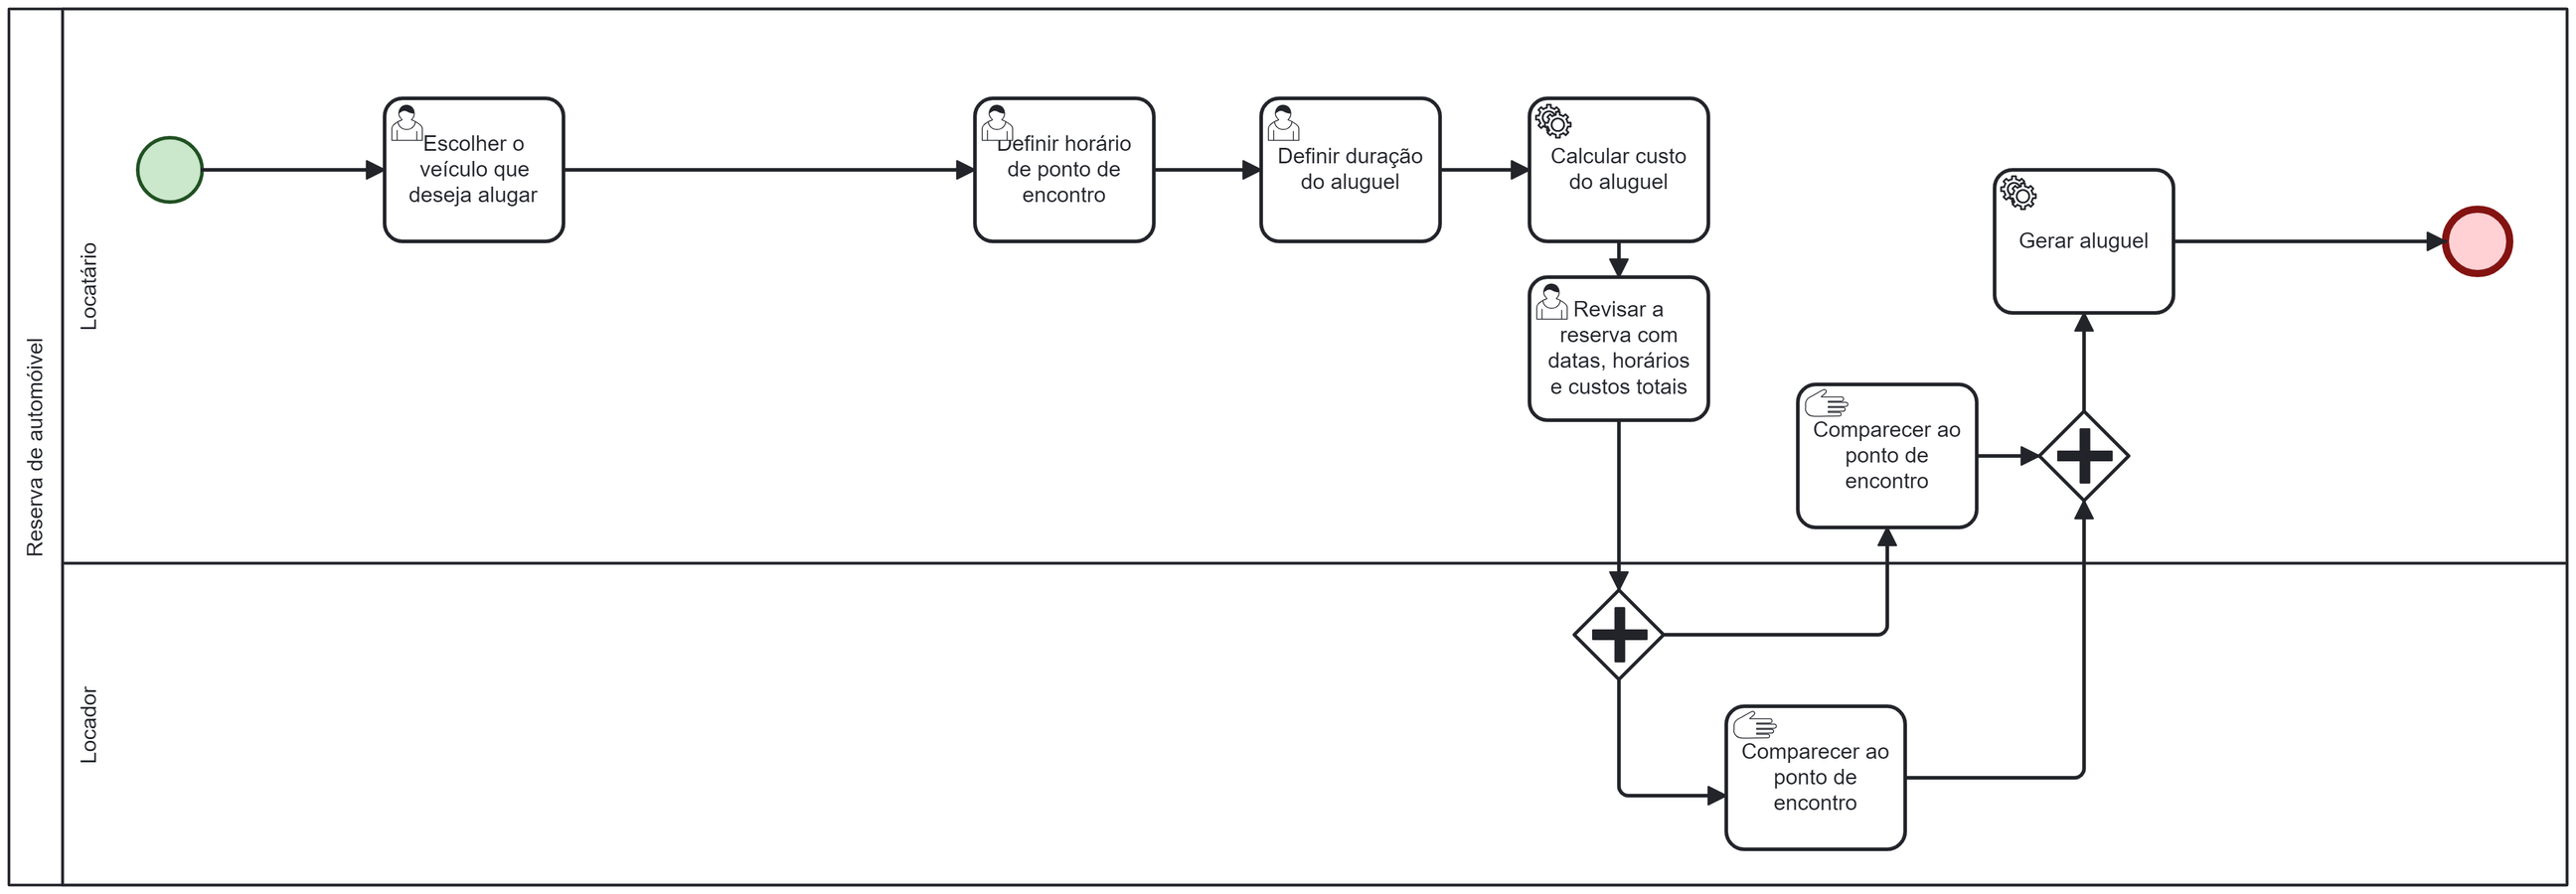 Reserva de automóivel
Locatário
Escolher o
veículo que
deseja alugar
Definir horário
de ponto de
encontro
Definir duração
do aluguel
Calcular custo
do aluguel
Revisar a
reserva com
datas, horários
e custos totais
Comparecer ao
ponto de
encontro
Gerar aluguel
Locador
Comparecer ao
ponto de
encontro